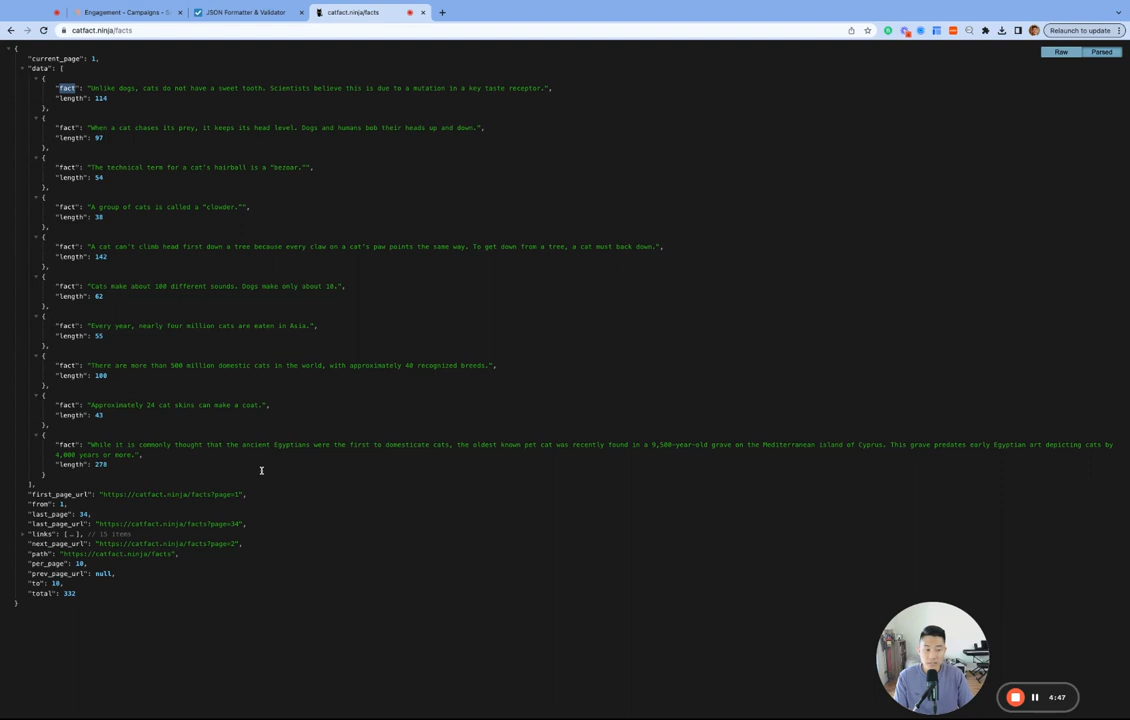 Engagement - Campaigns - S
JSON Formatter & Validator
catfact.ninja/facts
catfact.ninja/facts
Relaunch to update
Raw
Parsed
{
"current_page": 1,
"data": [
{
"fact": "Unlike dogs, cats do not have a sweet tooth. Scientists believe this is due to a mutation in a key taste receptor.",
"length": 114
},
{
"fact": "When a cat chases its prey, it keeps its head level. Dogs and humans bob their heads up and down.",
"length": 97
},
{
"fact": "The technical term for a cat's hairball is a "bezoar."",
"length": 54
},
{
"fact": "A group of cats is called a "clowder."",
"length": 38
},
{
"fact": "A cat can't climb head first down a tree because every claw on a cat's paw points the same way. To get down from a tree, a cat must back down.",
"length": 142
},
{
"fact": "Cats make about 100 different sounds. Dogs make only about 10.",
"length": 62
},
{
"fact": "Every year, nearly four million cats are eaten in Asia.",
"length": 55
},
{
"fact": "There are more than 500 million domestic cats in the world, with approximately 40 recognized breeds.",
"length": 100
},
{
"fact": "Approximately 24 cat skins can make a coat.",
"length": 43
},
{
"fact": "While it is commonly thought that the ancient Egyptians were the first to domesticate cats, the oldest known pet cat was recently found in a 9,500-year-old grave on the Mediterranean island of Cyprus. This grave predates early Egyptian art depicting cats by
4,000 years or more.",
"length": 278
}
],
"first_page_url": "https://catfact.ninja/facts?page=1",
"from": 1,
"last_page": 34,
"last_page_url": "https://catfact.ninja/facts?page=34",
"links": […], // 15 items
"next_page_url": "https://catfact.ninja/facts?page=2",
"path": "https://catfact.ninja/facts",
"per_page": 10,
"prev_page_url": null,
"to": 10,
"total": 332
}
4:47